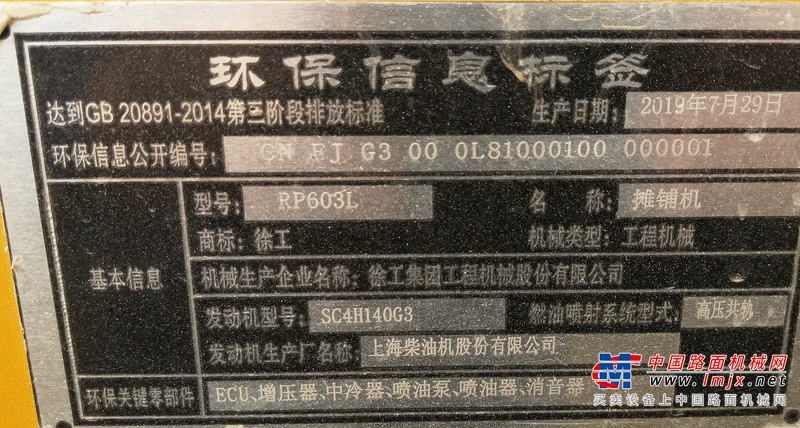 环保信息标签
达到GB 20891-2014第三阶段排放标准 生产日期: 2019年7月29日
环保信息公开编号: CN FJ G3 00 0L81000100 000001
基本信息
型号: RP603L 名 称: 摊铺机
商标: 徐工 机械类型: 工程机械
机械生产企业名称: 徐工集团工程机械股份有限公司
发动机型号: SC4H140G3 燃油喷射系统型式: 高压共轨
发动机生产厂名称: 上海柴油机股份有限公司
环保关键零部件 ECU、增压器、中冷器、喷油泵、喷油器、消音器
中国路面机械网
www.lmjx.net
买卖设备上中国路面机械网